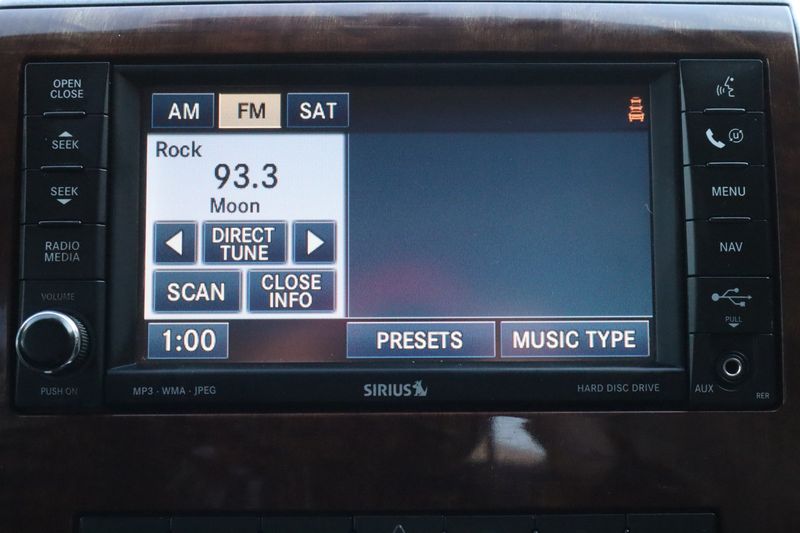 OPEN
CLOSE
SEEK
SEEK
RADIO
MEDIA
VOLUME
PUSH ON
AM FM SAT
Rock
93.3
Moon
DIRECT
TUNE
SCAN
CLOSE
INFO
1:00
PRESETS
MUSIC TYPE
MP3 - WMA - JPEG
SIRIUS
HARD DISC DRIVE
u
MENU
NAV
PULL
AUX
RER